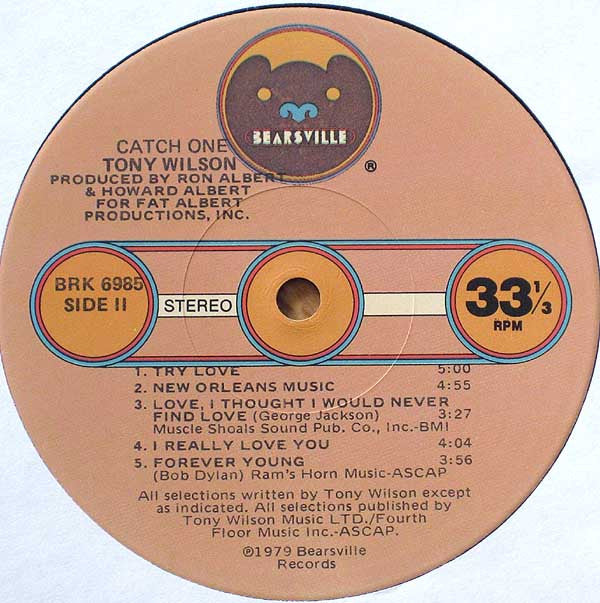 BEARSVILLE
®
CATCH ONE
TONY WILSON
PRODUCED BY RON ALBERT
& HOWARD ALBERT
FOR FAT ALBERT
PRODUCTIONS, INC.
BRK 6985
SIDE II
STEREO
33 1/3
RPM
1. TRY LOVE 5:00
2. NEW ORLEANS MUSIC 4:55
3. LOVE, I THOUGHT I WOULD NEVER
FIND LOVE (George Jackson) 3:27
Muscle Shoals Sound Pub. Co., Inc.-BMI
4. I REALLY LOVE YOU 4:04
5. FOREVER YOUNG 3:56
(Bob Dylan) Ram's Horn Music-ASCAP
All selections written by Tony Wilson except
as indicated. All selections published by
Tony Wilson Music LTD./Fourth
Floor Music Inc.-ASCAP.
℗1979 Bearsville
Records